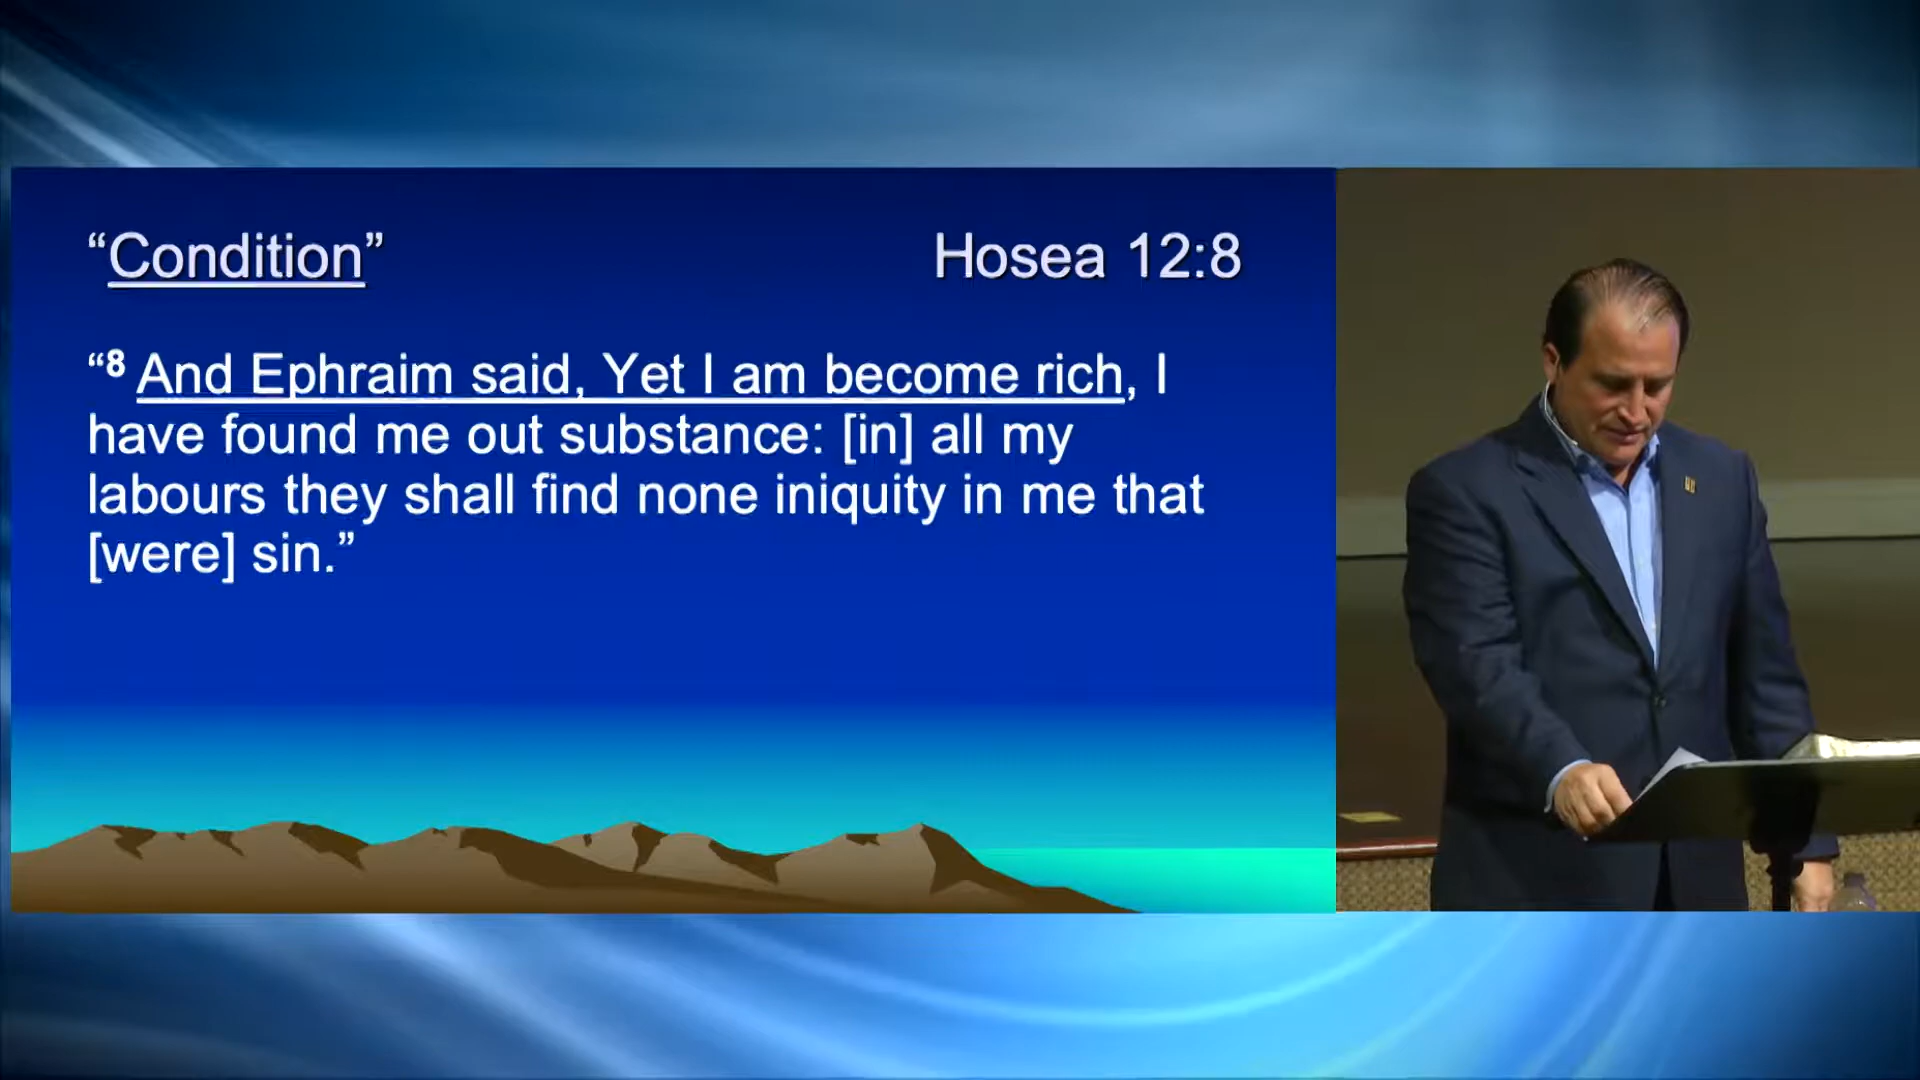 “Condition” Hosea 12:8
“8 And Ephraim said, Yet I am become rich, I
have found me out substance: [in] all my
labours they shall find none iniquity in me that
[were] sin.”